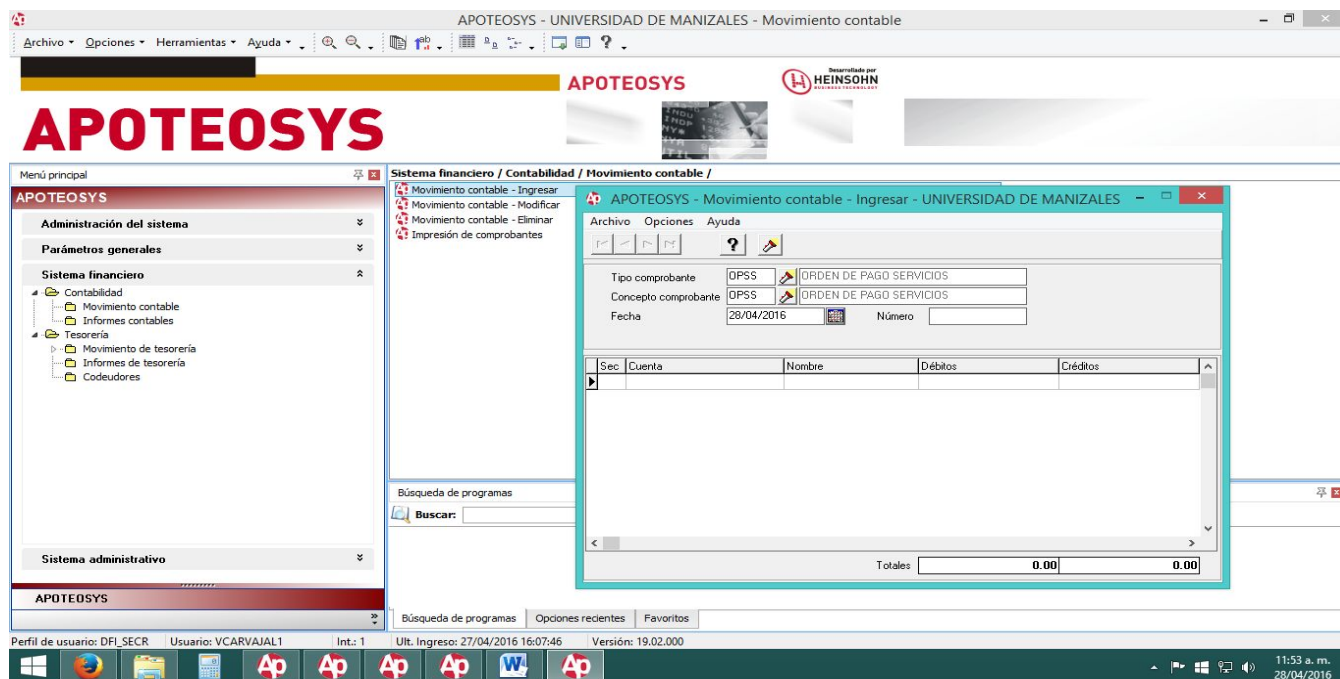 APOTEOSYS - UNIVERSIDAD DE MANIZALES - Movimiento contable
Archivo Opciones Herramientas Ayuda
APOTEOSYS
Desarrollado por
HEINSOHN
BUSINESS TECHNOLOGY
APOTEOSYS
Menú principal
APOTEOSYS
Administración del sistema
Parámetros generales
Sistema financiero
Contabilidad
Movimiento contable
Informes contables
Tesorería
Movimiento de tesorería
Informes de tesorería
Codeudores
Sistema administrativo
APOTEOSYS
Sistema financiero / Contabilidad / Movimiento contable /
Movimiento contable - Ingresar
Movimiento contable - Modificar
Movimiento contable - Eliminar
Impresión de comprobantes
APOTEOSYS - Movimiento contable - Ingresar - UNIVERSIDAD DE MANIZALES
Archivo Opciones Ayuda
Tipo comprobante OPSS ORDEN DE PAGO SERVICIOS
Concepto comprobante OPSS ORDEN DE PAGO SERVICIOS
Fecha 28/04/2016 Número
Sec Cuenta Nombre Débitos Créditos
Totales 0.00 0.00
Búsqueda de programas
Buscar:
Búsqueda de programas Opciones recientes Favoritos
Perfil de usuario: DFI_SECR Usuario: VCARVAJAL1 Int.: 1 Ult. Ingreso: 27/04/2016 16:07:46 Versión: 19.02.000
11:53 a. m.
28/04/2016